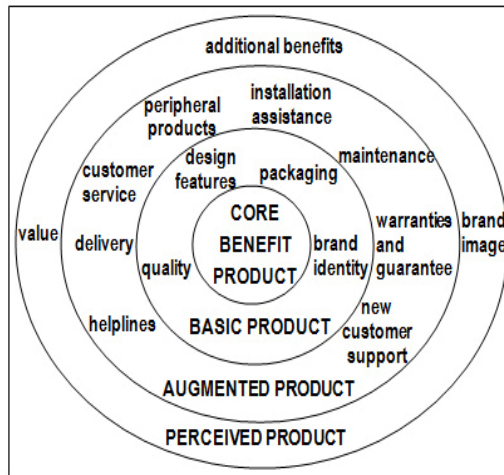 additional benefits
installation
assistance
peripheral
products
design
features
packaging
maintenance
customer
service
CORE
BENEFIT
PRODUCT
value
delivery
quality
brand
identity
warranties
and
guarantee
brand
image
helplines
BASIC PRODUCT
new
customer
support
AUGMENTED PRODUCT
PERCEIVED PRODUCT